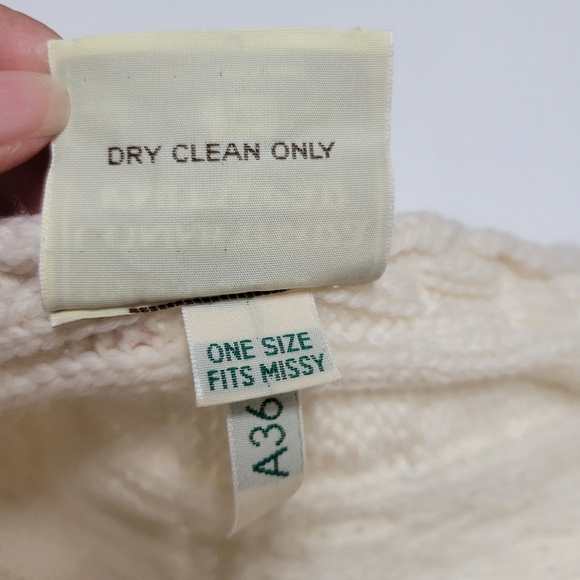 DRY CLEAN ONLY
ONE SIZE
FITS MISSY
A36